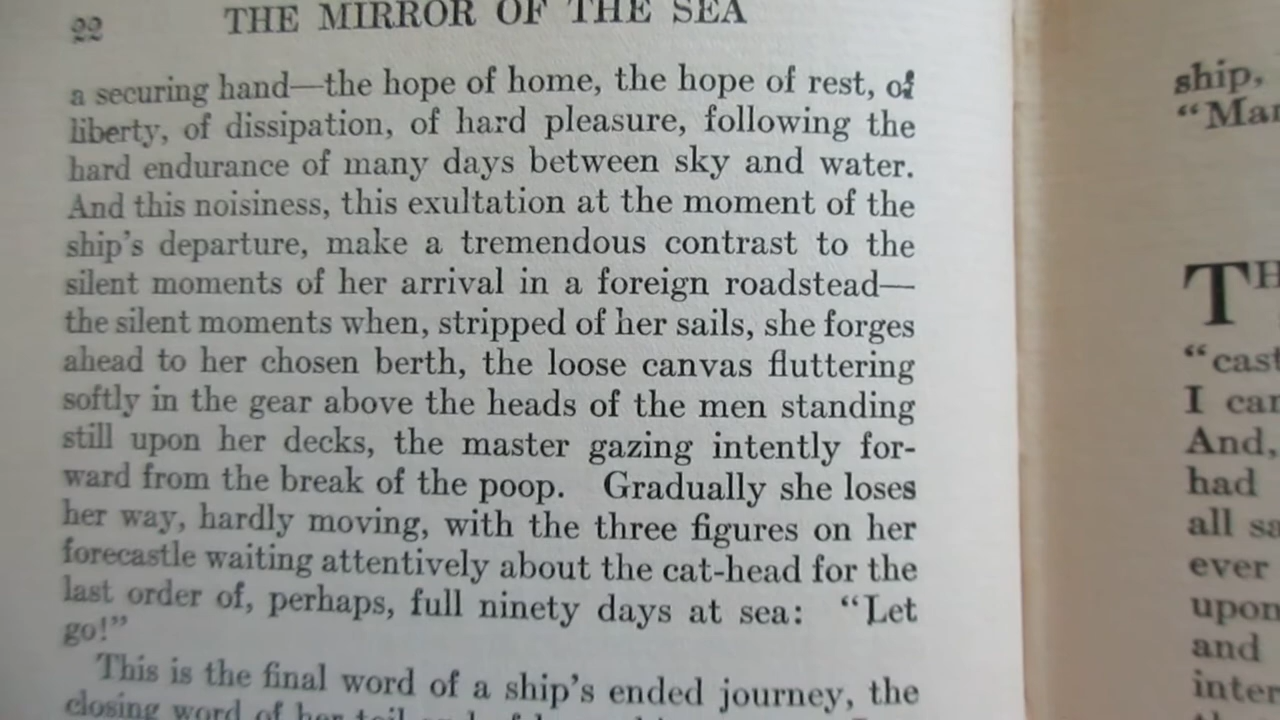 22 THE MIRROR OF THE SEA
a securing hand—the hope of home, the hope of rest, of
liberty, of dissipation, of hard pleasure, following the
hard endurance of many days between sky and water.
And this noisiness, this exultation at the moment of the
ship's departure, make a tremendous contrast to the
silent moments of her arrival in a foreign roadstead—
the silent moments when, stripped of her sails, she forges
ahead to her chosen berth, the loose canvas fluttering
softly in the gear above the heads of the men standing
still upon her decks, the master gazing intently for-
ward from the break of the poop. Gradually she loses
her way, hardly moving, with the three figures on her
forecastle waiting attentively about the cat-head for the
last order of, perhaps, full ninety days at sea: "Let
go!"
This is the final word of a ship's ended journey, the
closing word of her toil and of her
ship,
"Man
TH
"cast
I can
And,
had
all sa
ever
upon
and
inter